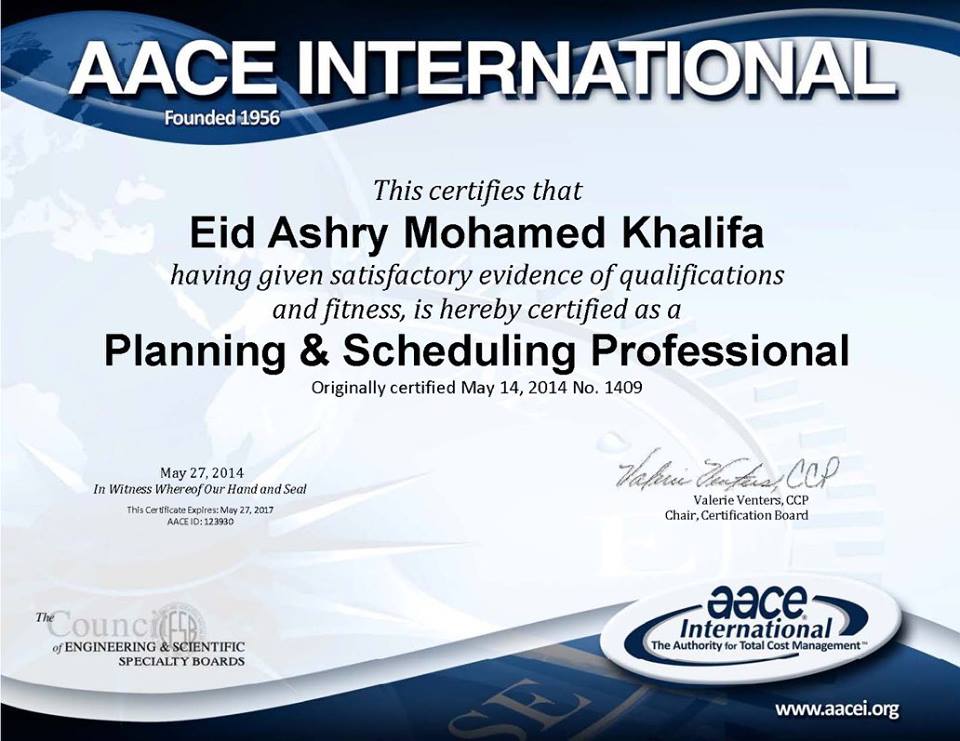 AACE INTERNATIONAL
Founded 1956
This certifies that
Eid Ashry Mohamed Khalifa
having given satisfactory evidence of qualifications
and fitness, is hereby certified as a
Planning & Scheduling Professional
Originally certified May 14, 2014 No. 1409
May 27, 2014
In Witness Whereof Our Hand and Seal
This Certificate Expires: May 27, 2017
AACE ID: 123930
Valerie Venters, CCP
Valerie Venters, CCP
Chair, Certification Board
The Council
CESB
of ENGINEERING & SCIENTIFIC
SPECIALTY BOARDS
aace®
International
The Authority for Total Cost Management™
www.aacei.org
SE
E